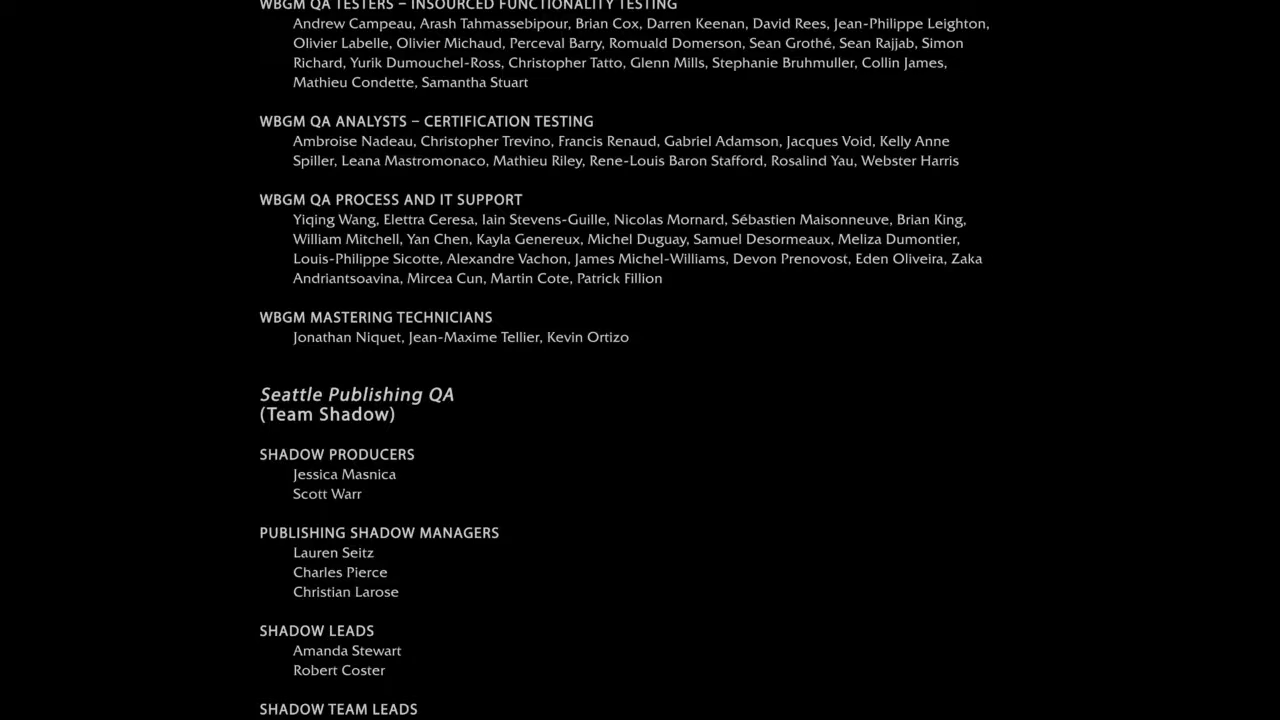 WBGM QA TESTERS – INSOURCED FUNCTIONALITY TESTING
Andrew Campeau, Arash Tahmassebipour, Brian Cox, Darren Keenan, David Rees, Jean-Philippe Leighton,
Olivier Labelle, Olivier Michaud, Perceval Barry, Romuald Domerson, Sean Grothé, Sean Rajjab, Simon
Richard, Yurik Dumouchel-Ross, Christopher Tatto, Glenn Mills, Stephanie Bruhmuller, Collin James,
Mathieu Condette, Samantha Stuart
WBGM QA ANALYSTS – CERTIFICATION TESTING
Ambroise Nadeau, Christopher Trevino, Francis Renaud, Gabriel Adamson, Jacques Void, Kelly Anne
Spiller, Leana Mastromonaco, Mathieu Riley, Rene-Louis Baron Stafford, Rosalind Yau, Webster Harris
WBGM QA PROCESS AND IT SUPPORT
Yiqing Wang, Elettra Ceresa, Iain Stevens-Guille, Nicolas Mornard, Sébastien Maisonneuve, Brian King,
William Mitchell, Yan Chen, Kayla Genereux, Michel Duguay, Samuel Desormeaux, Meliza Dumontier,
Louis-Philippe Sicotte, Alexandre Vachon, James Michel-Williams, Devon Prenovost, Eden Oliveira, Zaka
Andriantsoavina, Mircea Cun, Martin Cote, Patrick Fillion
WBGM MASTERING TECHNICIANS
Jonathan Niquet, Jean-Maxime Tellier, Kevin Ortizo
Seattle Publishing QA
(Team Shadow)
SHADOW PRODUCERS
Jessica Masnica
Scott Warr
PUBLISHING SHADOW MANAGERS
Lauren Seitz
Charles Pierce
Christian Larose
SHADOW LEADS
Amanda Stewart
Robert Coster
SHADOW TEAM LEADS